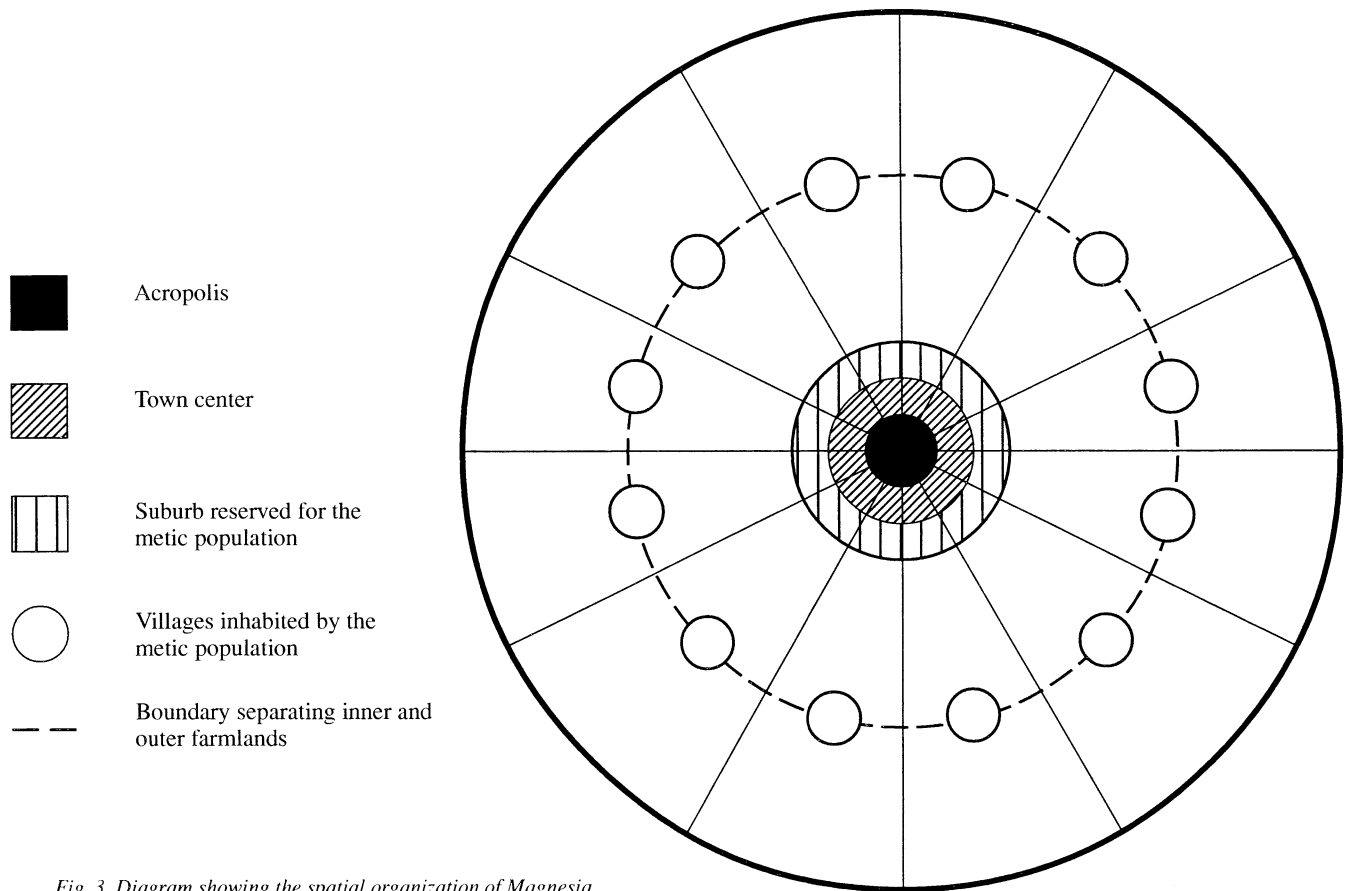 Acropolis
Town center
Suburb reserved for the
metic population
Villages inhabited by the
metic population
Boundary separating inner and
outer farmlands
Fig. 3. Diagram showing the spatial organization of Magnesia